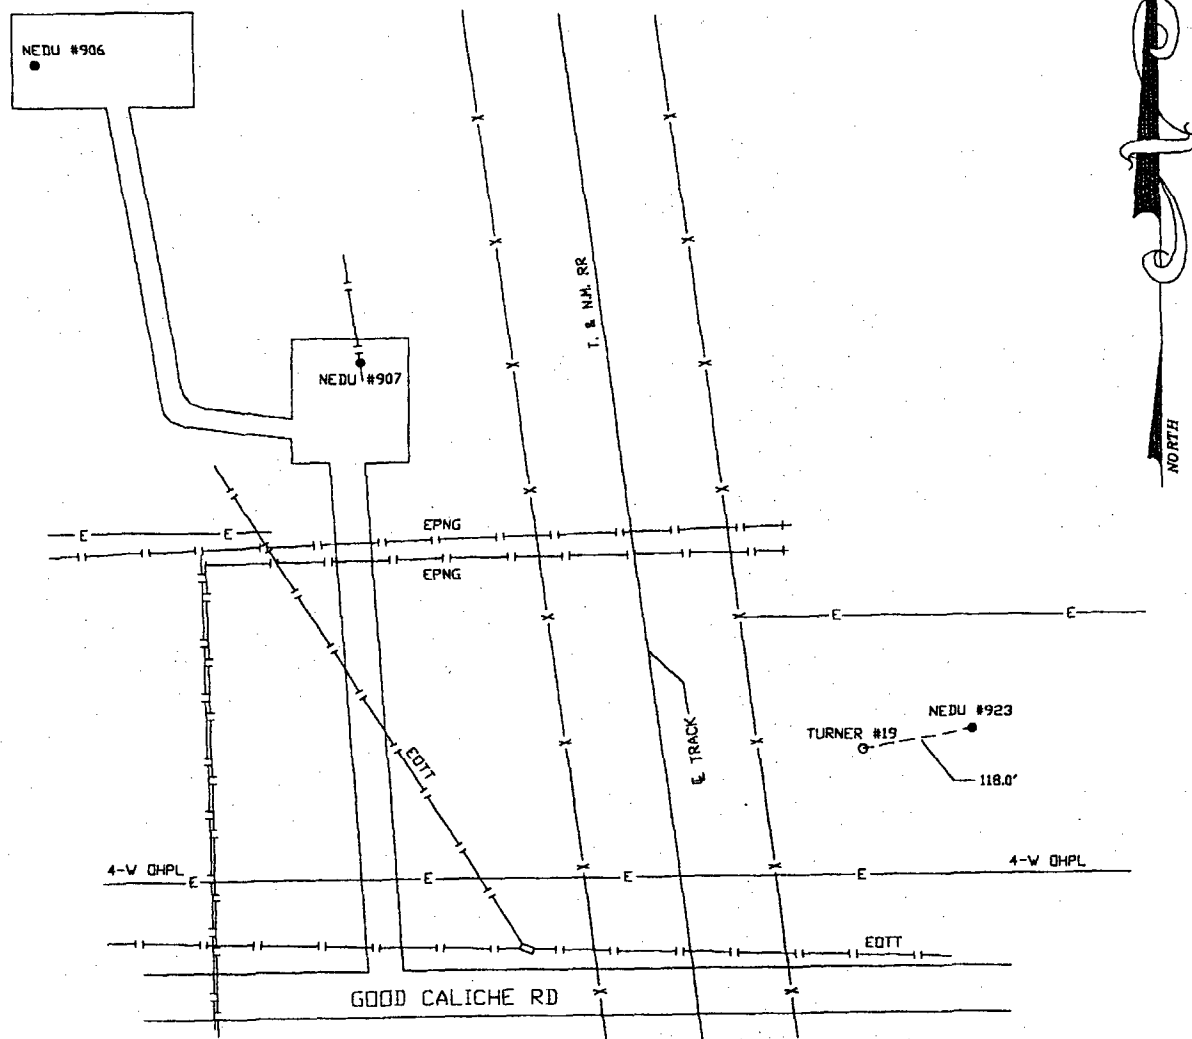 NEDU #906
T. & N.M. RR
NEDU #907
NORTH
EPNG
E
E
EPNG
E
E
NEDU #923
TURNER #19
℄ TRACK
118.0'
EOTT
4-W OHPL
4-W OHPL
E
E
E
E
EOTT
GOOD CALICHE RD